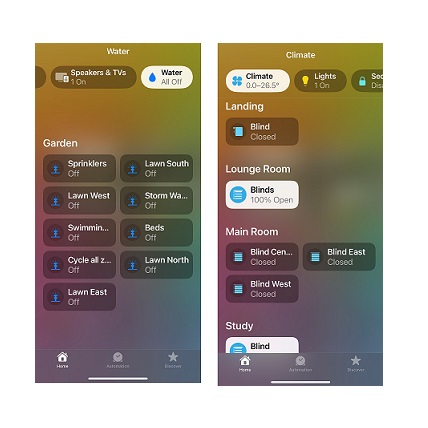 Water
Speakers & TVs
1 On
Water
All Off
Garden
Sprinklers
Off
Lawn South
Off
Lawn West
Off
Storm Wa...
Off
Swimmin...
Off
Beds
Off
Cycle all z...
Off
Lawn North
Off
Lawn East
Off
Home
Automation
Discover
Climate
Climate
0.0–26.5°
Lights
1 On
Sec
Disa
Landing
Blind
Closed
Lounge Room
Blinds
100% Open
Main Room
Blind Cen...
Closed
Blind East
Closed
Blind West
Closed
Study
Blind
Home
Automation
Discover